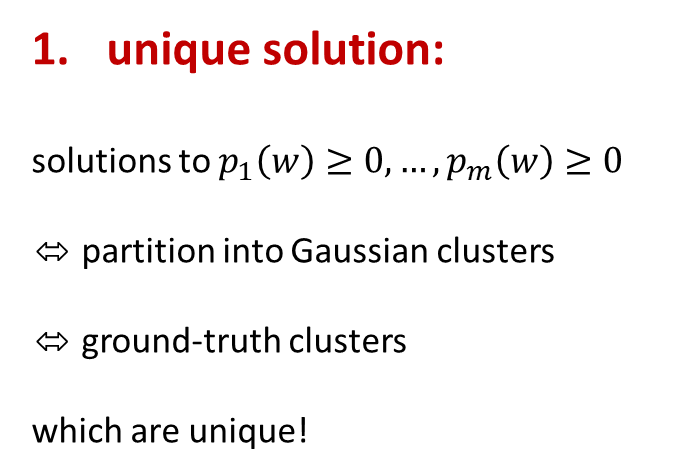 1. unique solution:
solutions to p₁(w) ≥ 0, … , pₘ(w) ≥ 0
⇔ partition into Gaussian clusters
⇔ ground-truth clusters
which are unique!